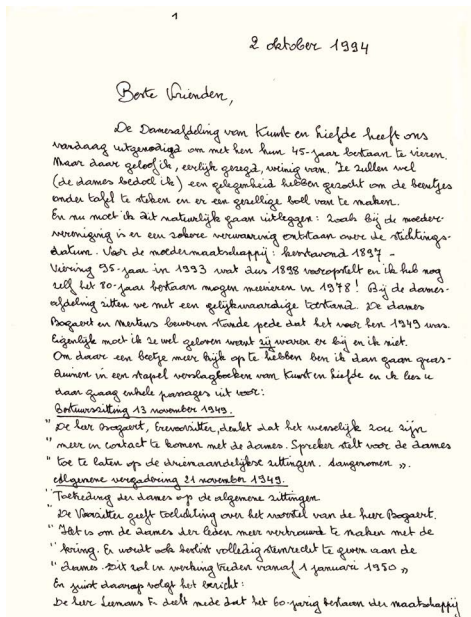 1
2 oktober 1994
Beste Vrienden,
De Damesafdeling van Kunst en Liefde heeft ons
vandaag uitgenodigd om met hen hun 45-jaar bestaan te vieren.
Maar daar geloof ik, eerlijk gezegd, weinig van. Ze zullen wel
(de dames bedoel ik) een gelegenheid hebben gezocht om de beentjes
onder tafel te steken en er een gezellige boel van te maken.
En nu moet ik dit natuurlijk gaan uitleggen: zoals bij de moeder-
vereniging is er een zekere verwarring ontstaan over de stichtings-
datum. Voor de moedermaatschappij: kerstavond 1897 -
Viering 95-jaar in 1993 wat dus 1898 vooropstelt en ik heb nog
zelf het 80-jaar bestaan mogen meevieren in 1978! Bij de dames-
afdeling zitten we met een gelijkwaardige toestand. De dames
Bogaert en Mertens beweren stande pede dat het voor hen 1949 was.
Eigenlijk moet ik ze wel geloven want zij waren er bij en ik niet.
Om daar een beetje meer kijk op te hebben ben ik dan gaan gras-
duinen in een stapel verslagboeken van Kunst en Liefde en ik lees u
daar graag enkele passages uit voor:
Bestuurszitting 13 november 1949.
" De heer Bogaert, Erevoorzitter, denkt dat het wenselijk zou zijn
" meer in contact te komen met de dames. Spreker stelt voor de dames
" toe te laten op de driemaandelijkse zittingen. Aangenomen ".
Algemene vergadering 21 november 1949.
" Toetreding der dames op de algemene zittingen
" De Voorzitter geeft toelichting over het voorstel van de heer Bogaert.
" Het is om de dames der leden meer vertrouwd te maken met de
" kring. Er wordt ook beslist volledig stemrecht te geven aan de
" dames. Dit zal in werking treden vanaf 1 januari 1950 "
En juist daarop volgt het bericht:
De heer Leemans Fr deelt mede dat het 60-jarig bestaan der maatschappij